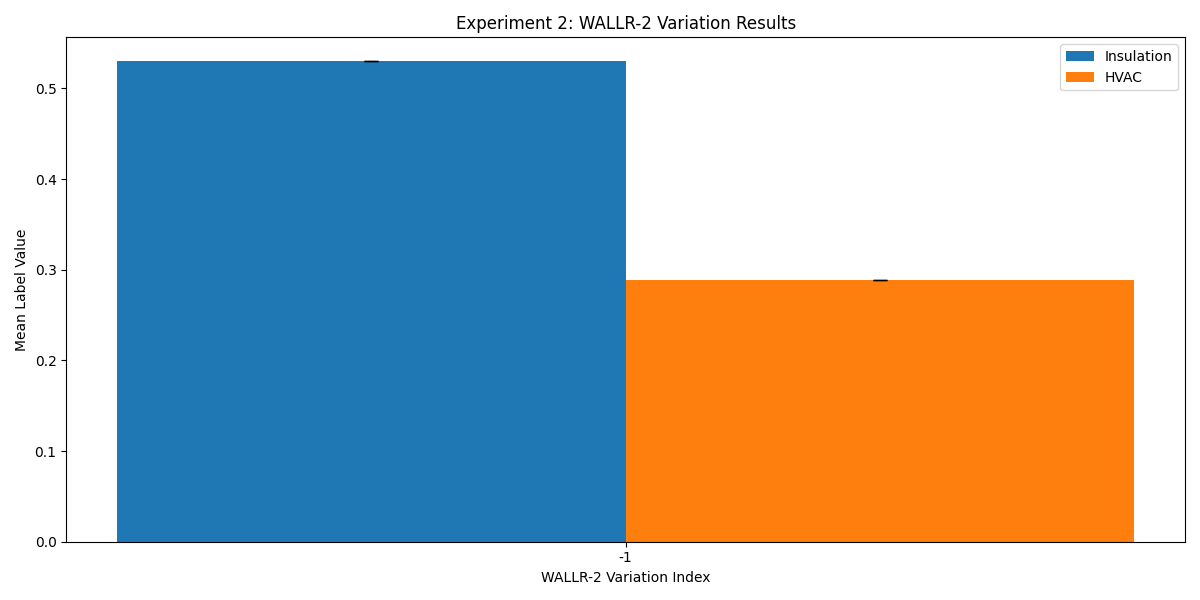 Experiment 2: WALLR-2 Variation Results
Insulation
HVAC
Mean Label Value
0.5
0.4
0.3
0.2
0.1
0.0
-1
WALLR-2 Variation Index